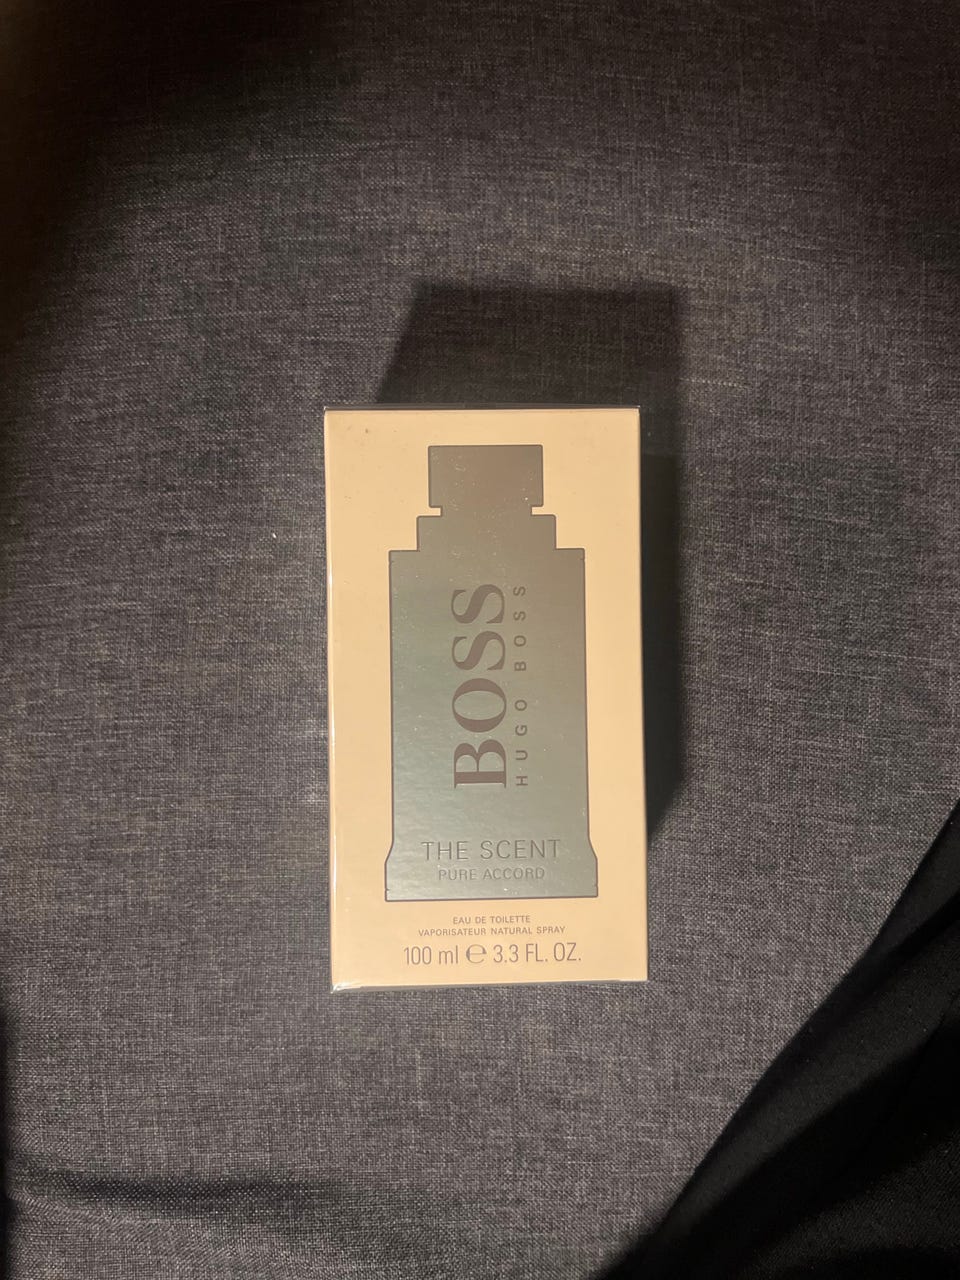 BOSS
HUGO BOSS
THE SCENT
PURE ACCORD
EAU DE TOILETTE
VAPORISATEUR NATURAL SPRAY
100 ml ℮ 3.3 FL. OZ.